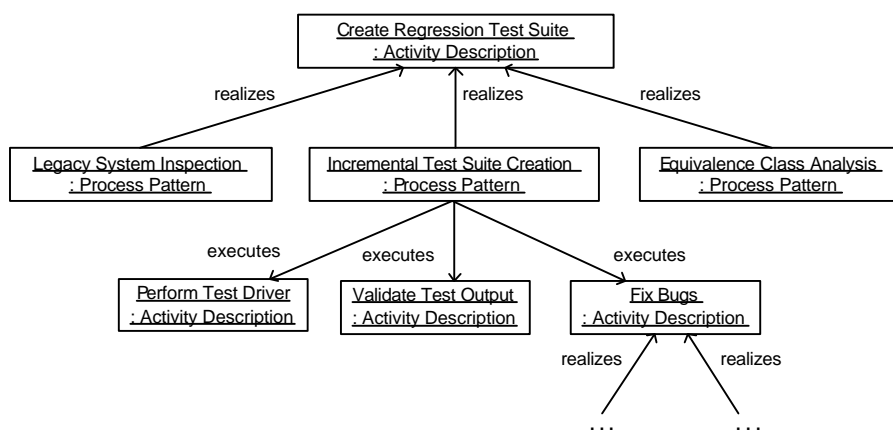 Create Regression Test Suite
: Activity Description
realizes
realizes
realizes
Legacy System Inspection
: Process Pattern
Incremental Test Suite Creation
: Process Pattern
Equivalence Class Analysis
: Process Pattern
executes
executes
executes
Perform Test Driver
: Activity Description
Validate Test Output
: Activity Description
Fix Bugs
: Activity Description
realizes
realizes
...
...